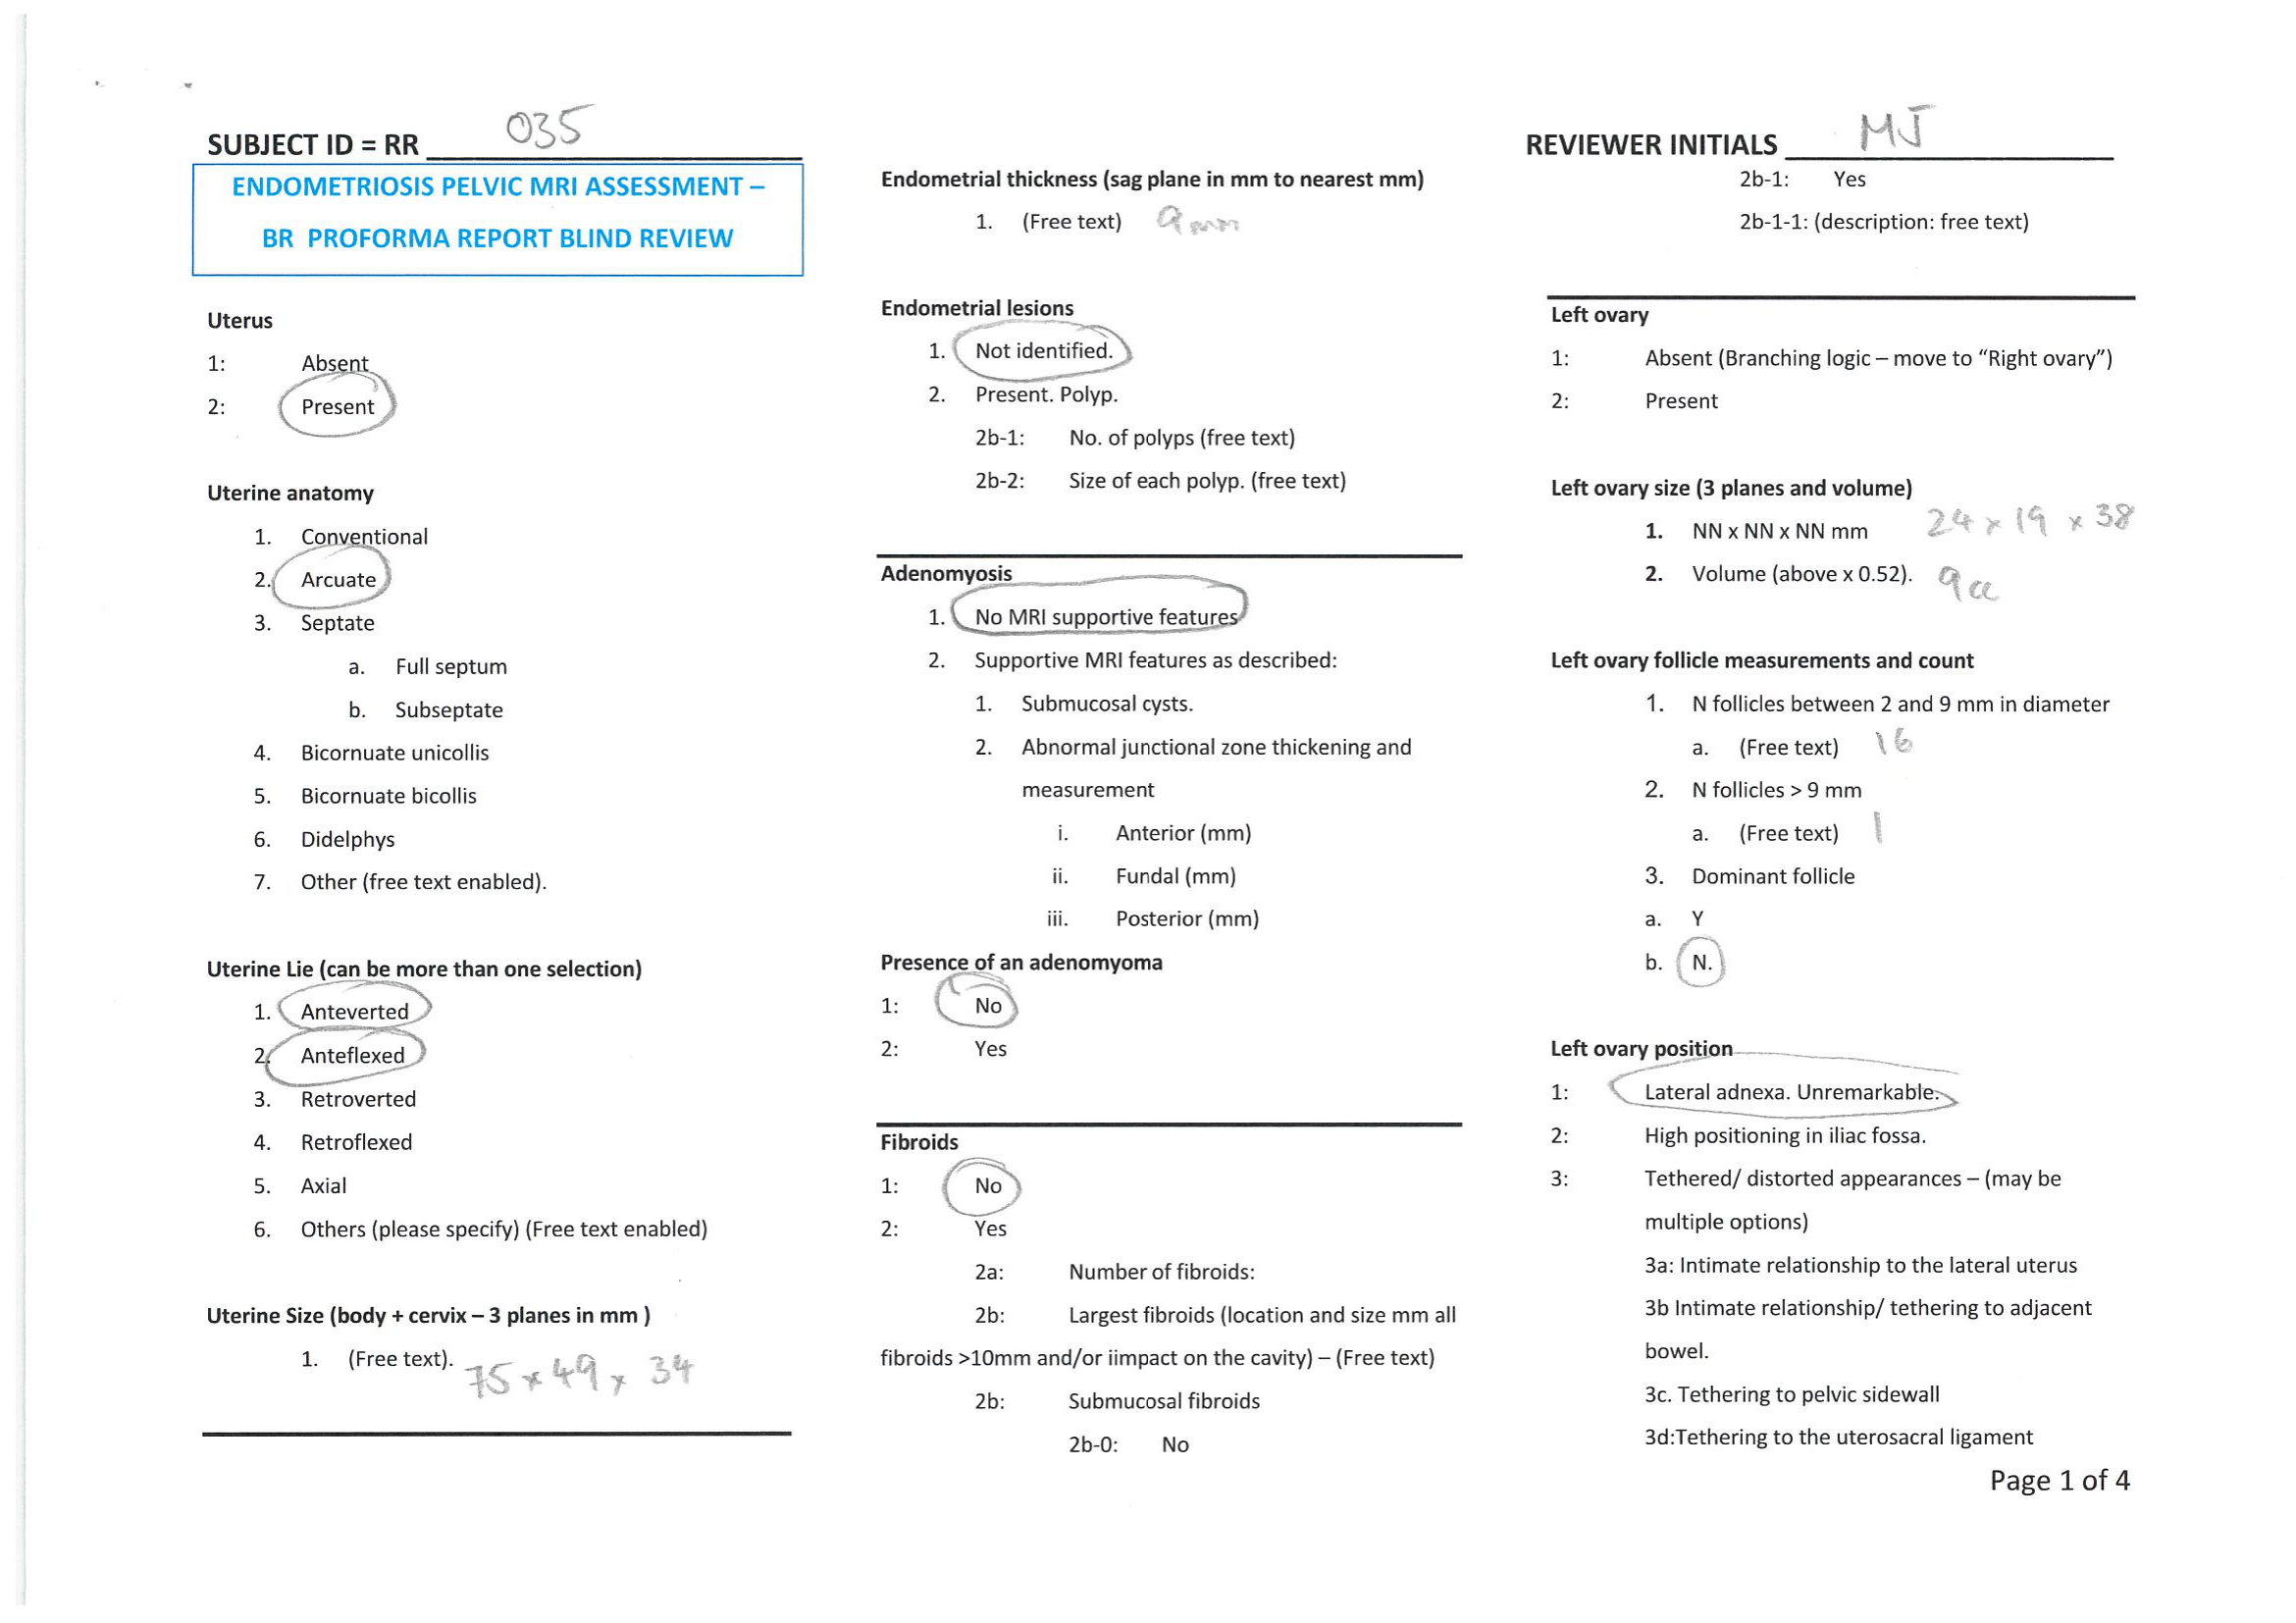 SUBJECT ID = RR 035
ENDOMETRIOSIS PELVIC MRI ASSESSMENT –
BR PROFORMA REPORT BLIND REVIEW
Uterus
1: Absent
2: Present
Uterine anatomy
1. Conventional
2. Arcuate
3. Septate
a. Full septum
b. Subseptate
4. Bicornuate unicollis
5. Bicornuate bicollis
6. Didelphys
7. Other (free text enabled).
Uterine Lie (can be more than one selection)
1. Anteverted
2. Anteflexed
3. Retroverted
4. Retroflexed
5. Axial
6. Others (please specify) (Free text enabled)
Uterine Size (body + cervix – 3 planes in mm )
1. (Free text). 75 x 49 x 34
Endometrial thickness (sag plane in mm to nearest mm)
1. (Free text) 9mm
Endometrial lesions
1. Not identified.
2. Present. Polyp.
2b-1: No. of polyps (free text)
2b-2: Size of each polyp. (free text)
Adenomyosis
1. No MRI supportive features
2. Supportive MRI features as described:
1. Submucosal cysts.
2. Abnormal junctional zone thickening and
measurement
i. Anterior (mm)
ii. Fundal (mm)
iii. Posterior (mm)
Presence of an adenomyoma
1: No
2: Yes
Fibroids
1: No
2: Yes
2a: Number of fibroids:
2b: Largest fibroids (location and size mm all
fibroids >10mm and/or iimpact on the cavity) – (Free text)
2b: Submucosal fibroids
2b-0: No
REVIEWER INITIALS MJ
2b-1: Yes
2b-1-1: (description: free text)
Left ovary
1: Absent (Branching logic – move to “Right ovary”)
2: Present
Left ovary size (3 planes and volume)
1. NN x NN x NN mm 24 x 19 x 38
2. Volume (above x 0.52). 9cc
Left ovary follicle measurements and count
1. N follicles between 2 and 9 mm in diameter
a. (Free text) 16
2. N follicles > 9 mm
a. (Free text) 1
3. Dominant follicle
a. Y
b. N.
Left ovary position
1: Lateral adnexa. Unremarkable.
2: High positioning in iliac fossa.
3: Tethered/ distorted appearances – (may be
multiple options)
3a: Intimate relationship to the lateral uterus
3b Intimate relationship/ tethering to adjacent
bowel.
3c. Tethering to pelvic sidewall
3d:Tethering to the uterosacral ligament
Page 1 of 4